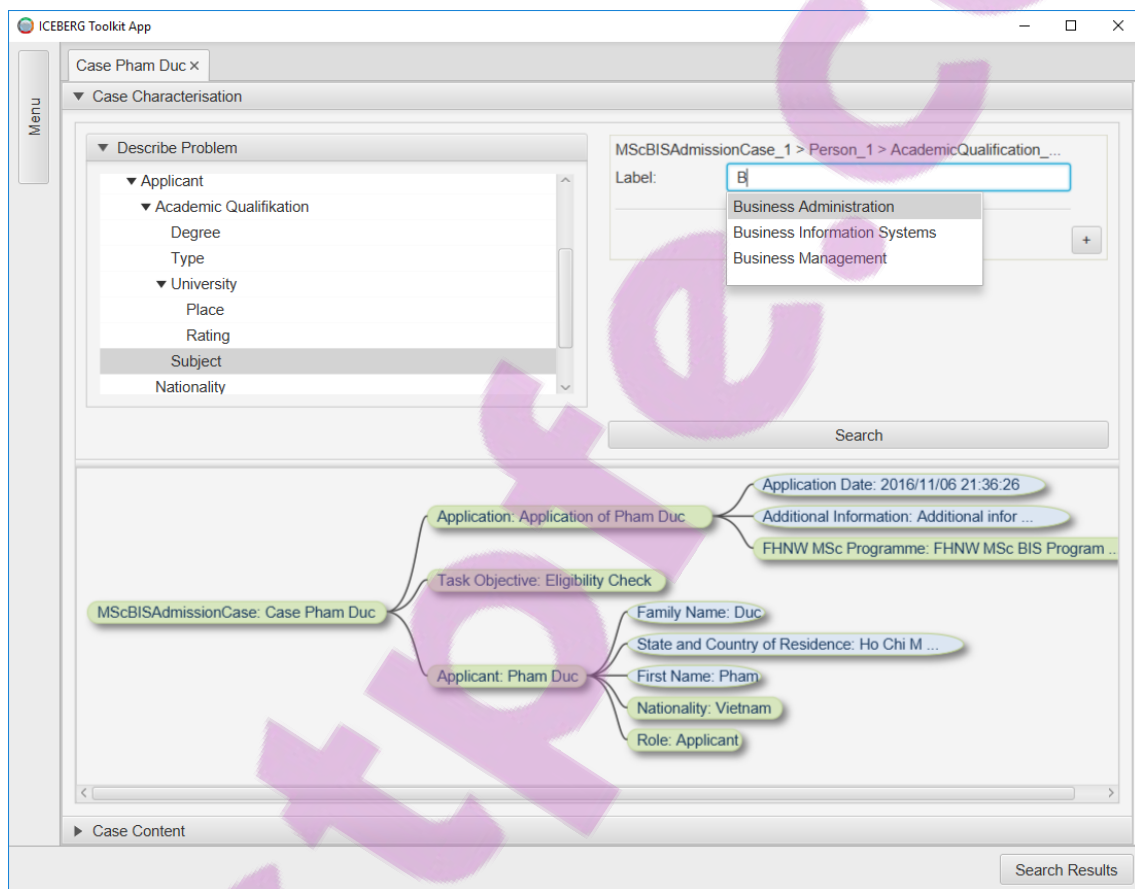 ICEBERG Toolkit App
Menu
Case Pham Duc ×
Case Characterisation
Describe Problem
Applicant
Academic Qualifikation
Degree
Type
University
Place
Rating
Subject
Nationality
MScBISAdmissionCase_1 > Person_1 > AcademicQualification_...
Label: B
Business Administration
Business Information Systems
Business Management
+
Search
Application Date: 2016/11/06 21:36:26
Application: Application of Pham Duc
Additional Information: Additional infor ...
FHNW MSc Programme: FHNW MSc BIS Program ...
Task Objective: Eligibility Check
MScBISAdmissionCase: Case Pham Duc
Family Name: Duc
State and Country of Residence: Ho Chi M ...
Applicant: Pham Duc
First Name: Pham
Nationality: Vietnam
Role: Applicant
Case Content
Search Results
tpre.c